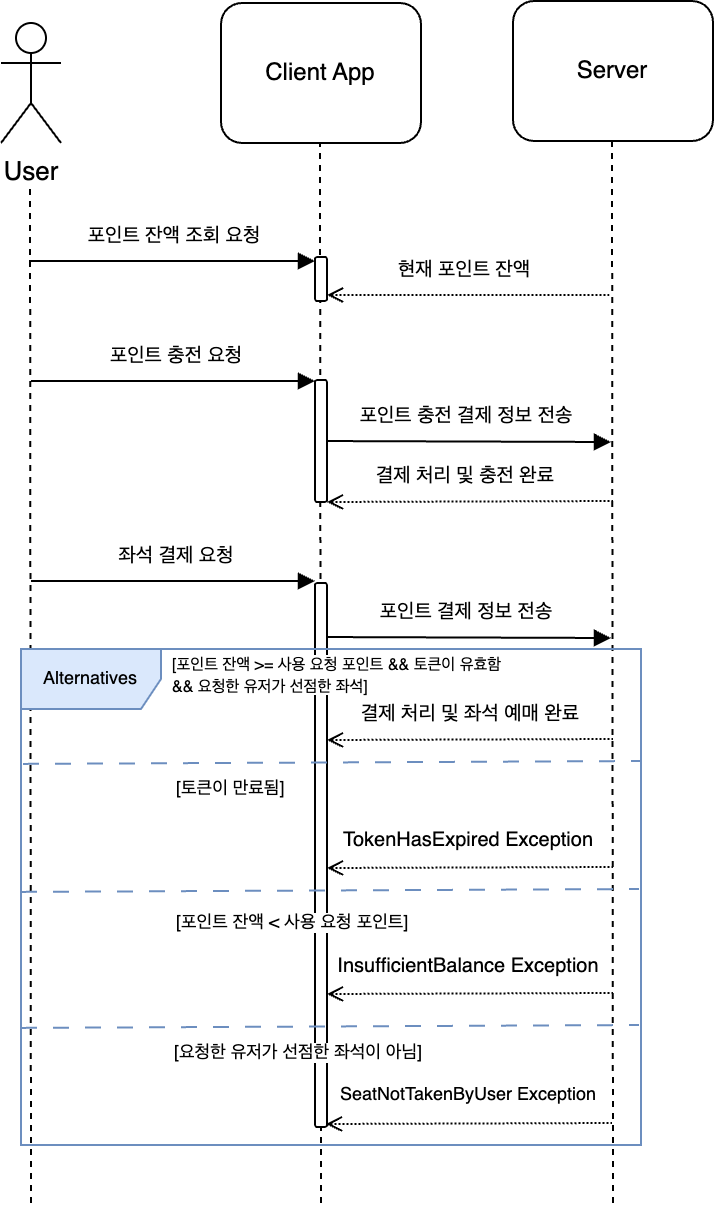 User
Client App
Server
포인트 잔액 조회 요청
현재 포인트 잔액
포인트 충전 요청
포인트 충전 결제 정보 전송
결제 처리 및 충전 완료
좌석 결제 요청
포인트 결제 정보 전송
Alternatives
[포인트 잔액 >= 사용 요청 포인트 && 토큰이 유효함
&& 요청한 유저가 선점한 좌석]
결제 처리 및 좌석 예매 완료
[토큰이 만료됨]
TokenHasExpired Exception
[포인트 잔액 < 사용 요청 포인트]
InsufficientBalance Exception
[요청한 유저가 선점한 좌석이 아님]
SeatNotTakenByUser Exception